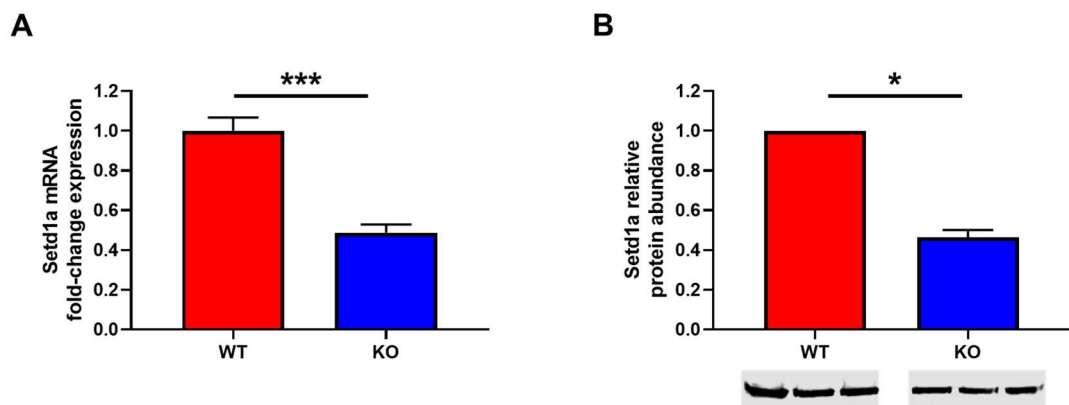 A
Setd1a mRNA
fold-change expression
1.2
1.0
0.8
0.6
0.4
0.2
0.0
***
WT
KO
B
Setd1a relative
protein abundance
1.2
1.0
0.8
0.6
0.4
0.2
0.0
*
WT
KO